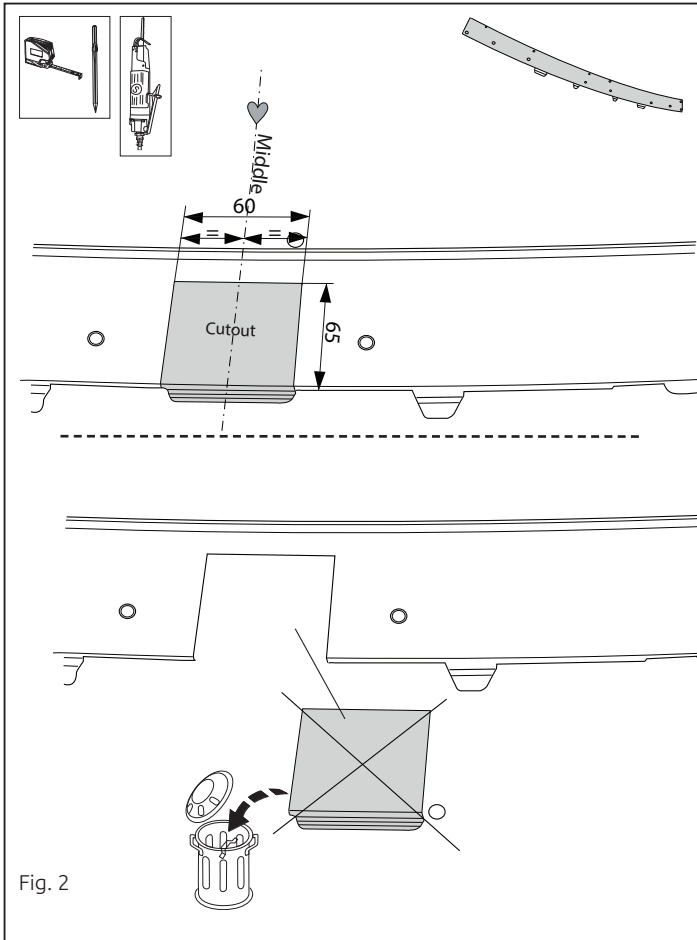 Middle
60
= =
Cutout
65
Fig. 2